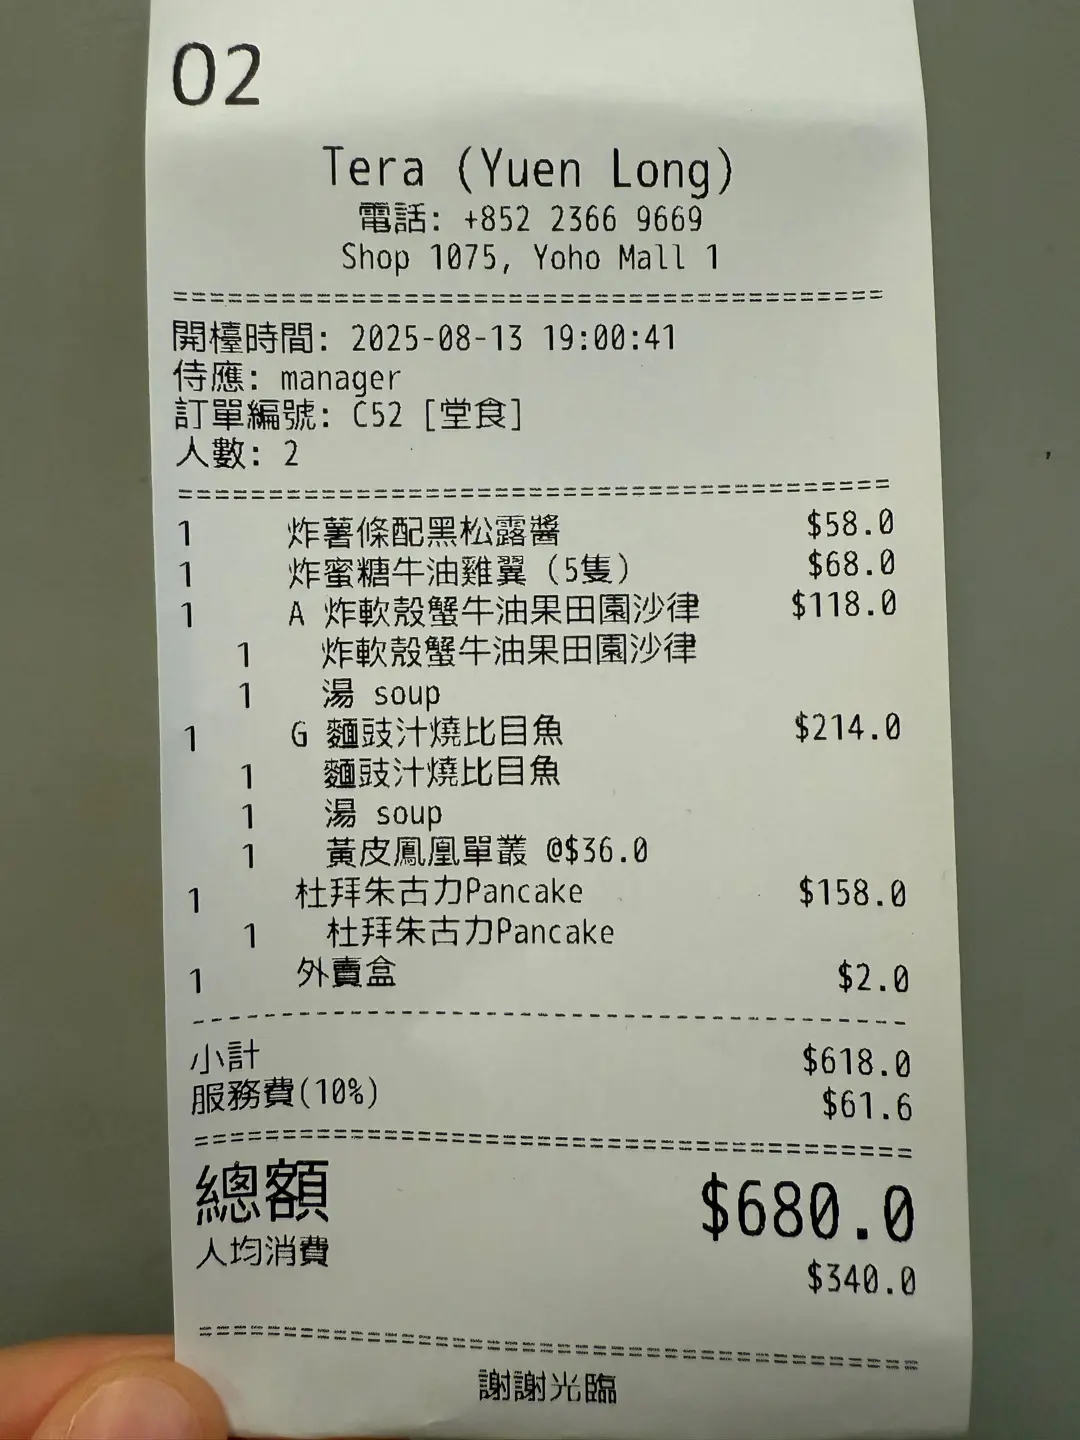 02
Tera (Yuen Long)
電話: +852 2366 9669
Shop 1075, Yoho Mall 1
========================================
開檯時間: 2025-08-13 19:00:41
侍應: manager
訂單編號: C52 [堂食]
人數: 2
========================================
1 炸薯條配黑松露醬 $58.0
1 炸蜜糖牛油雞翼 (5隻) $68.0
1 A 炸軟殼蟹牛油果田園沙律 $118.0
1 炸軟殼蟹牛油果田園沙律
1 湯 soup
1 G 麵豉汁燒比目魚 $214.0
1 麵豉汁燒比目魚
1 湯 soup
1 黃皮鳳凰單叢 @$36.0
1 杜拜朱古力Pancake $158.0
1 杜拜朱古力Pancake
1 外賣盒 $2.0
----------------------------------------
小計 $618.0
服務費(10%) $61.6
========================================
總額 $680.0
人均消費 $340.0
========================================
謝謝光臨